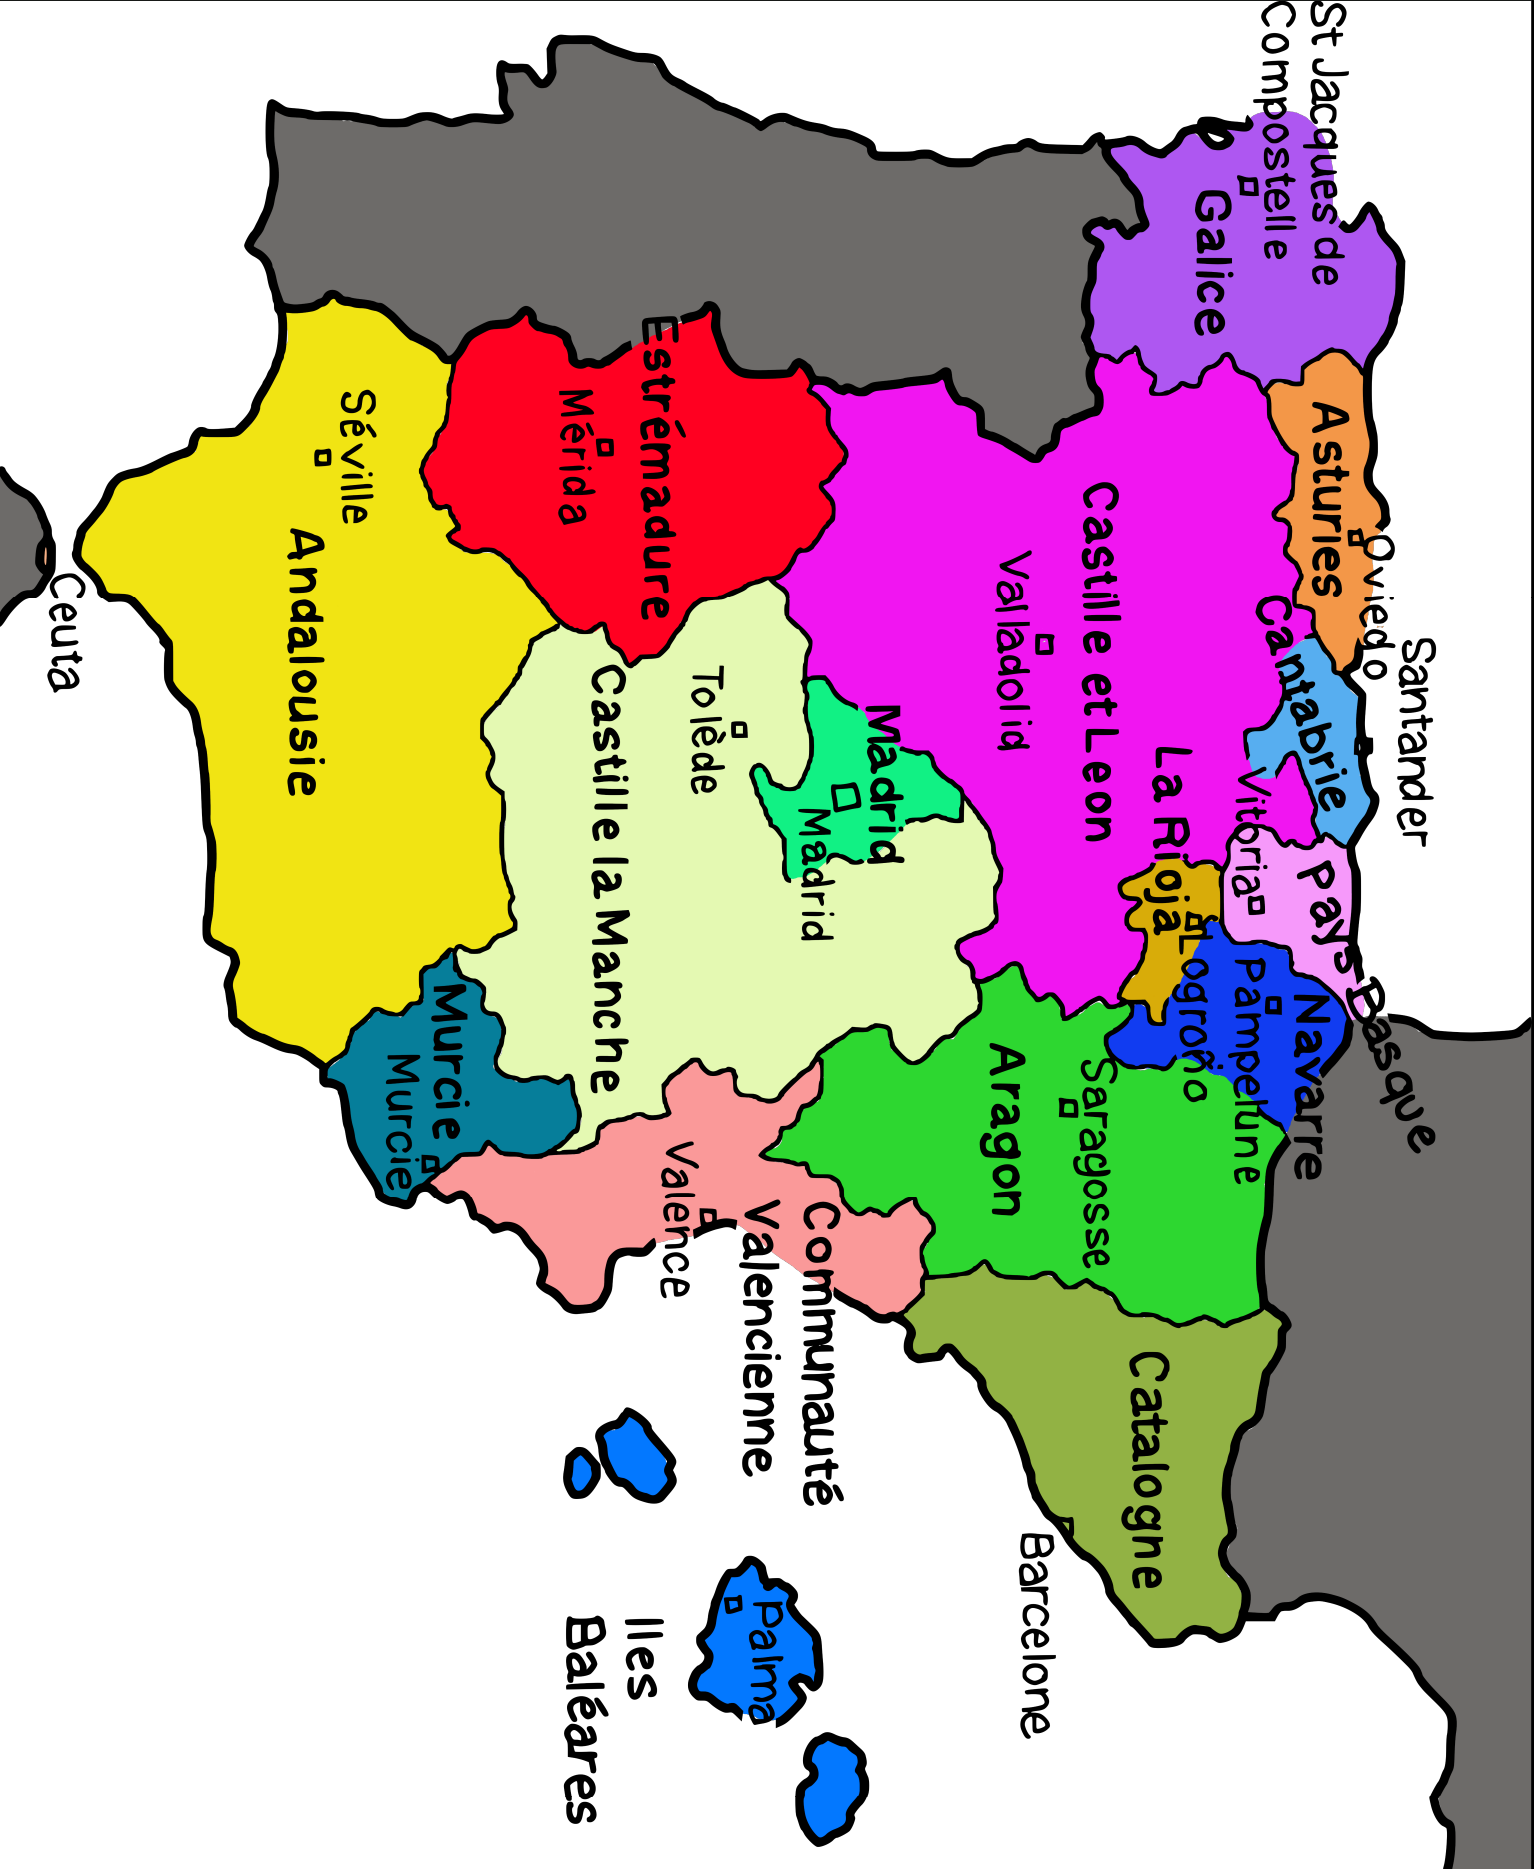 St Jacques de
Compostelle
Galice
Asturies
Oviedo
Santander
Cantabrie
Pays Basque
Vitoria
Navarre
Pampelune
La Rioja
Logroño
Castille et Leon
Valladolid
Aragon
Saragosse
Catalogne
Barcelone
Madrid
Madrid
Estrémadure
Mérida
Tolède
Castille la Manche
Communauté
Valencienne
Valence
Palma
Iles
Baléares
Murcie
Murcie
Séville
Andalousie
Ceuta